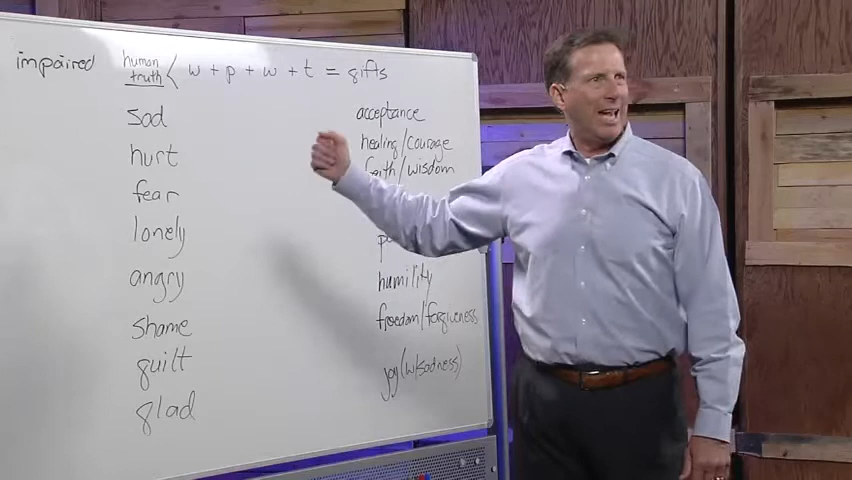 impaired human truth < w + p + w + t = gifts
sad acceptance
hurt healing/courage
fear faith/wisdom
lonely
angry humility
shame freedom/forgiveness
guilt joy (w/sadness)
glad